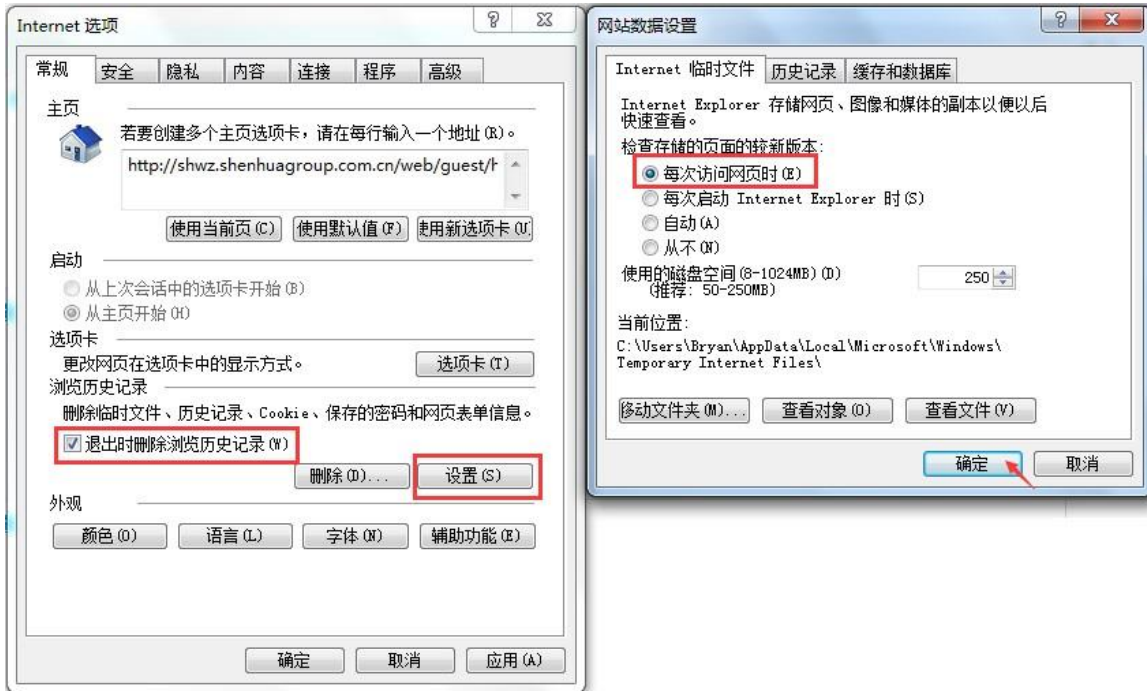 Internet 选项
常规 安全 隐私 内容 连接 程序 高级
主页
若要创建多个主页选项卡，请在每行输入一个地址(R)。
http://shwz.shenhuagroup.com.cn/web/guest/h
使用当前页(C) 使用默认值(F) 使用新选项卡(U)
启动
从上次会话中的选项卡开始(B)
从主页开始(H)
选项卡
更改网页在选项卡中的显示方式。 选项卡(T)
浏览历史记录
删除临时文件、历史记录、Cookie、保存的密码和网页表单信息。
退出时删除浏览历史记录(W)
删除(D)... 设置(S)
外观
颜色(O) 语言(L) 字体(N) 辅助功能(E)
确定 取消 应用(A)
网站数据设置
Internet 临时文件 历史记录 缓存和数据库
Internet Explorer 存储网页、图像和媒体的副本以便以后
快速查看。
检查存储的页面的较新版本:
每次访问网页时(E)
每次启动 Internet Explorer 时(S)
自动(A)
从不(N)
使用的磁盘空间(8-1024MB)(D) 250
(推荐: 50-250MB)
当前位置:
C:\Users\Bryan\AppData\Local\Microsoft\Windows\
Temporary Internet Files\
移动文件夹(M)... 查看对象(O) 查看文件(V)
确定 取消